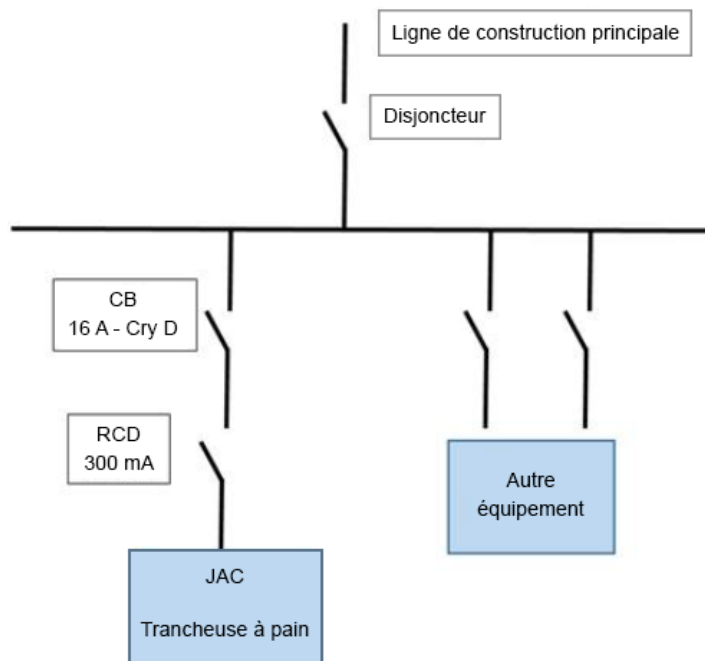 Ligne de construction principale
Disjoncteur
CB
16 A - Cry D
RCD
300 mA
Autre
équipement
JAC
Trancheuse à pain